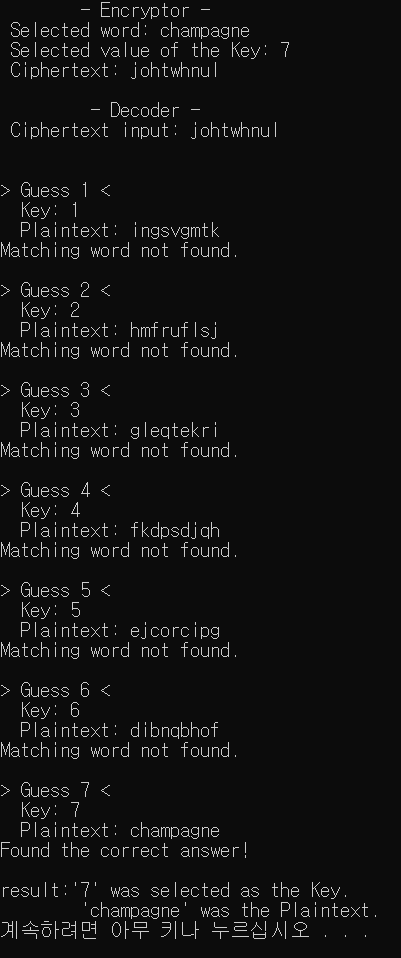 - Encryptor -
Selected word: champagne
Selected value of the Key: 7
Ciphertext: johtwhnul
- Decoder -
Ciphertext input: johtwhnul
> Guess 1 <
Key: 1
Plaintext: ingsvgmtk
Matching word not found.
> Guess 2 <
Key: 2
Plaintext: hmfruflsj
Matching word not found.
> Guess 3 <
Key: 3
Plaintext: gleqtekri
Matching word not found.
> Guess 4 <
Key: 4
Plaintext: fkdpsdjqh
Matching word not found.
> Guess 5 <
Key: 5
Plaintext: ejcorcipg
Matching word not found.
> Guess 6 <
Key: 6
Plaintext: dibnqbhof
Matching word not found.
> Guess 7 <
Key: 7
Plaintext: champagne
Found the correct answer!
result:'7' was selected as the Key.
'champagne' was the Plaintext.
계속하려면 아무 키나 누르십시오 . . .